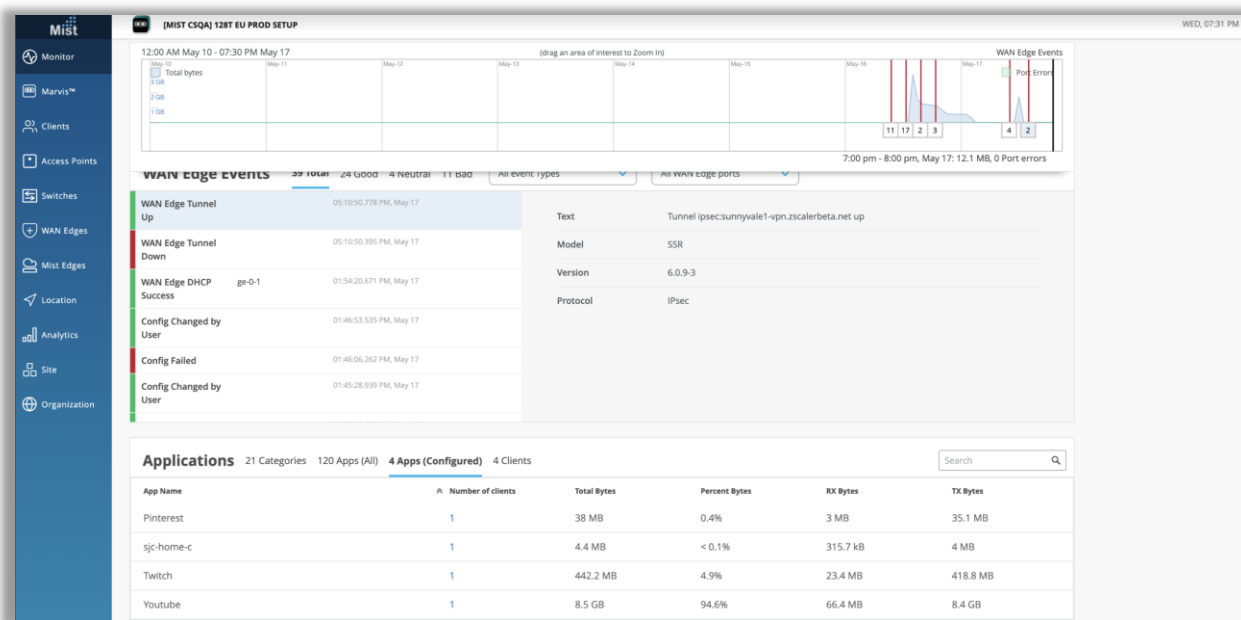 Mist
[MIST CSQA] 128T EU PROD SETUP
WED, 07:31 PM
Monitor
Marvis™
Clients
Access Points
Switches
WAN Edges
Mist Edges
Location
Analytics
Site
Organization
12:00 AM May 10 - 07:30 PM May 17
(drag an area of interest to Zoom In)
WAN Edge Events
May-10 May-11 May-12 May-13 May-14 May-15 May-16 May-17
Total bytes
Port Errors
3 GB
2 GB
1 GB
11 17 2 3 4 2
7:00 pm - 8:00 pm, May 17: 12.1 MB, 0 Port errors
WAN Edge Events 39 Total 24 Good 4 Neutral 11 Bad All event Types All WAN Edge ports
WAN Edge Tunnel
Up
05:10:50.778 PM, May 17
WAN Edge Tunnel
Down
05:10:50.395 PM, May 17
WAN Edge DHCP
Success
ge-0-1
01:54:20.671 PM, May 17
Config Changed by
User
01:46:53.535 PM, May 17
Config Failed
01:46:06.262 PM, May 17
Config Changed by
User
01:45:28.939 PM, May 17
Text Tunnel ipsec:sunnyvale1-vpn.zscalerbeta.net up
Model SSR
Version 6.0.9-3
Protocol IPsec
Applications 21 Categories 120 Apps (All) 4 Apps (Configured) 4 Clients
Search
App Name Number of clients Total Bytes Percent Bytes RX Bytes TX Bytes
Pinterest 1 38 MB 0.4% 3 MB 35.1 MB
sjc-home-c 1 4.4 MB < 0.1% 315.7 kB 4 MB
Twitch 1 442.2 MB 4.9% 23.4 MB 418.8 MB
Youtube 1 8.5 GB 94.6% 66.4 MB 8.4 GB